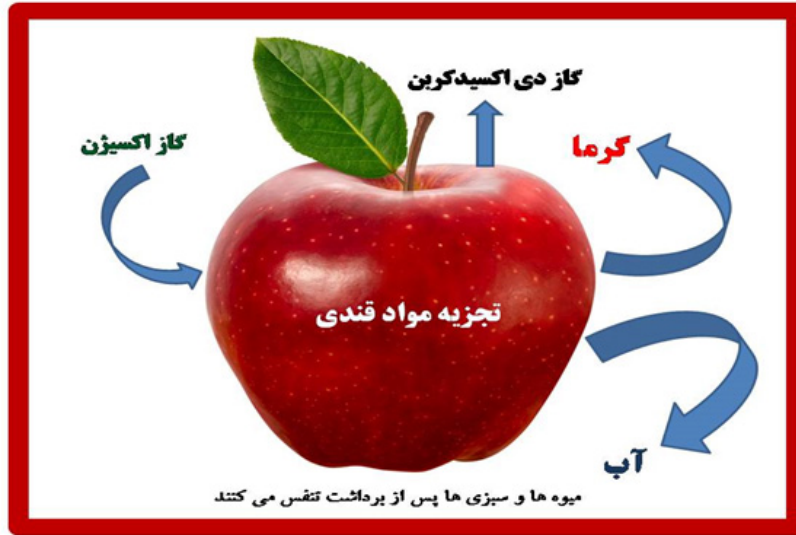 گاز دی اکسیدکربن
گرما
گاز اکسیژن
تجزیه مواد قندی
آب
میوه ها و سبزی ها پس از برداشت تنفس می کنند